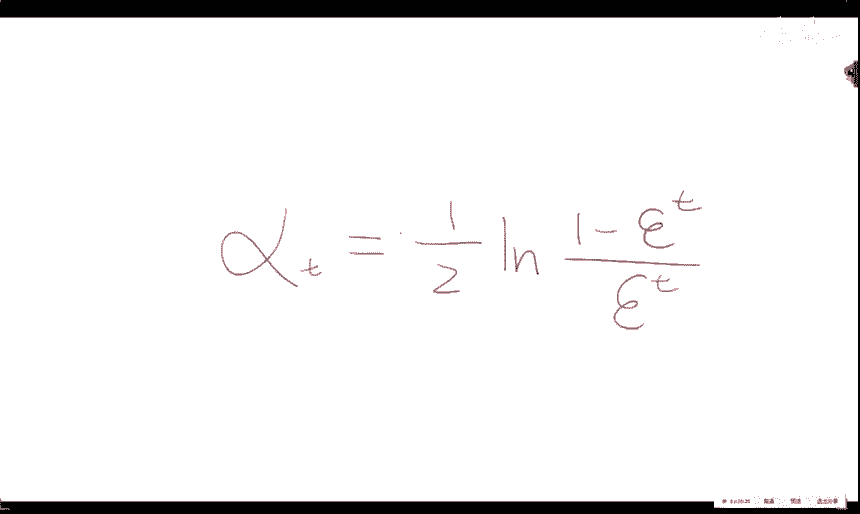 α_t = 1/2 ln (1-ε^t)/ε^t